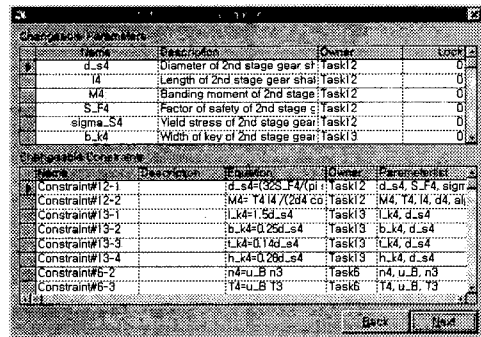 Changeable Parameters
Name Description Owner Lock
d_s4 Diameter of 2nd stage gear st Task12 0
l4 Length of 2nd stage gear shat Task12 0
M4 Banding moment of 2nd stage Task12 0
S_F4 Factor of safety of 2nd stage g Task12 0
sigma_S4 Yield stress of 2nd stage gear Task12 0
b_k4 Width of key of 2nd stage gear Task13 0
Changeable Constraints
Name Description Equation Owner Parameterlist
Constraint#12-1 d_s4=(32S_F4/(pi Task12 d_s4, S_F4, sigm
Constraint#12-2 M4= T4 l4 /(2d4 co Task12 M4, T4, l4, d4, al
Constraint#13-1 l_k4=1.5d_s4 Task13 l_k4, d_s4
Constraint#13-2 b_k4=0.25d_s4 Task13 b_k4, d_s4
Constraint#13-3 t_k4=0.14d_s4 Task13 t_k4, d_s4
Constraint#13-4 h_k4=0.28d_s4 Task13 h_k4, d_s4
Constraint#6-2 n4=u_B n3 Task6 n4, u_B, n3
Constraint#6-3 T4=u_B T3 Task6 T4, u_B, T3
Back Next